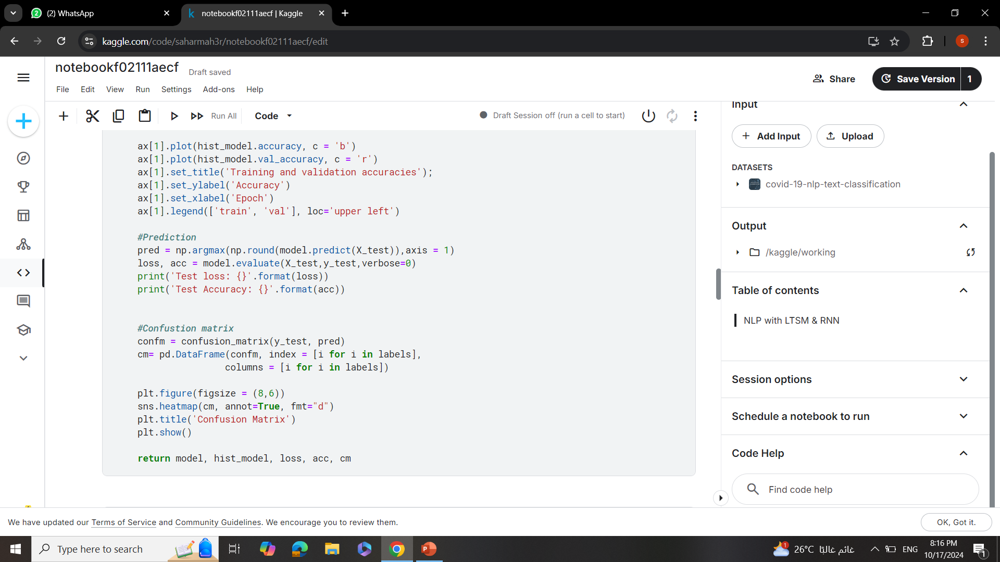 (2) WhatsApp
notebookf02111aecf | Kaggle
kaggle.com/code/saharmah3r/notebookf02111aecf/edit
S
notebookf02111aecf
Draft saved
File Edit View Run Settings Add-ons Help
Share
Save Version 1
Run All
Code
Draft Session off (run a cell to start)
ax[1].plot(hist_model.accuracy, c = 'b')
ax[1].plot(hist_model.val_accuracy, c = 'r')
ax[1].set_title('Training and validation accuracies');
ax[1].set_ylabel('Accuracy')
ax[1].set_xlabel('Epoch')
ax[1].legend(['train', 'val'], loc='upper left')
#Prediction
pred = np.argmax(np.round(model.predict(X_test)),axis = 1)
loss, acc = model.evaluate(X_test,y_test,verbose=0)
print('Test loss: {}'.format(loss))
print('Test Accuracy: {}'.format(acc))
#Confustion matrix
confm = confusion_matrix(y_test, pred)
cm= pd.DataFrame(confm, index = [i for i in labels],
columns = [i for i in labels])
plt.figure(figsize = (8,6))
sns.heatmap(cm, annot=True, fmt="d")
plt.title('Confusion Matrix')
plt.show()
return model, hist_model, loss, acc, cm
Input
Add Input
Upload
DATASETS
covid-19-nlp-text-classification
Output
/kaggle/working
Table of contents
NLP with LTSM & RNN
Session options
Schedule a notebook to run
Code Help
Find code help
We have updated our Terms of Service and Community Guidelines. We encourage you to review them.
OK, Got it.
Type here to search
1
26°C غائم غالبًا
ENG
8:16 PM
10/17/2024
1